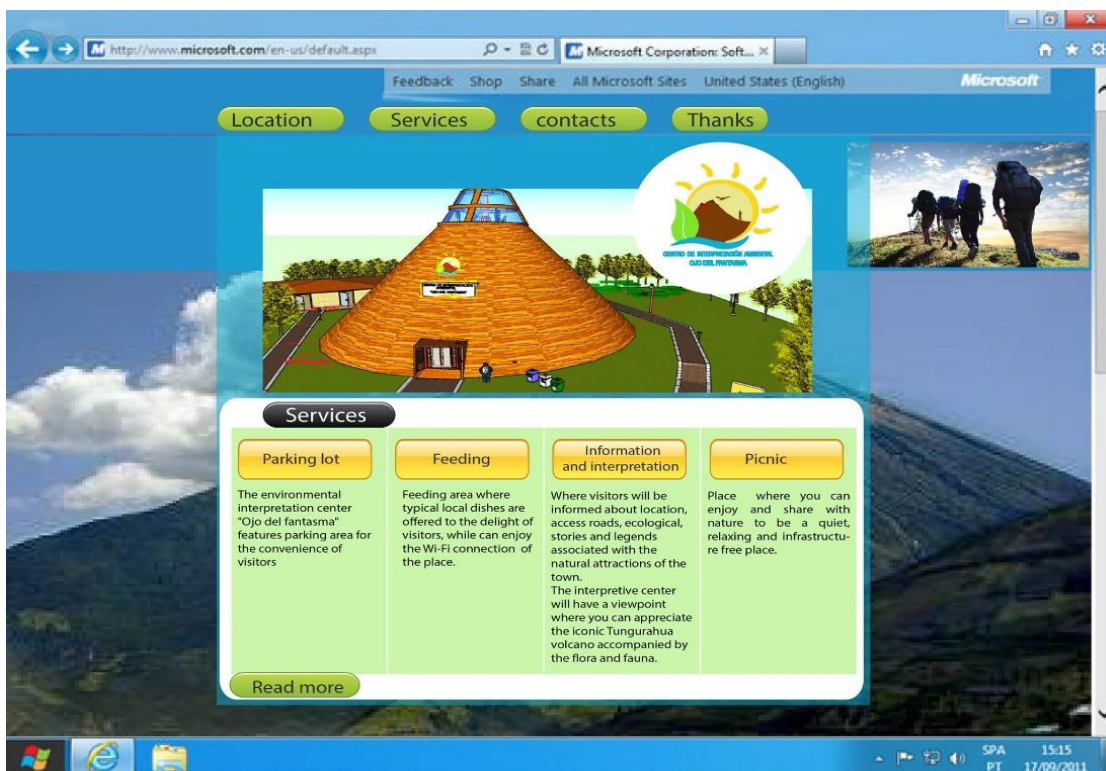 http://www.microsoft.com/en-us/default.aspx
Microsoft Corporation: Soft...
Feedback Shop Share All Microsoft Sites United States (English)
Microsoft
Location Services contacts Thanks
CENTRO DE INTERPRETACIÓN AMBIENTAL
OJO DEL FANTASMA
Services
Parking lot
The environmental
interpretation center
"Ojo del fantasma"
features parking area for
the convenience of
visitors
Feeding
Feeding area where
typical local dishes are
offered to the delight of
visitors, while can enjoy
the Wi-Fi connection of
the place.
Information
and interpretation
Where visitors will be
informed about location,
access roads, ecological,
stories and legends
associated with the
natural attractions of the
town.
The interpretive center
will have a viewpoint
where you can appreciate
the iconic Tungurahua
volcano accompanied by
the flora and fauna.
Picnic
Place where you can
enjoy and share with
nature to be a quiet,
relaxing and infrastructu-
re free place.
Read more
SPA
PT
15:15
17/09/2011